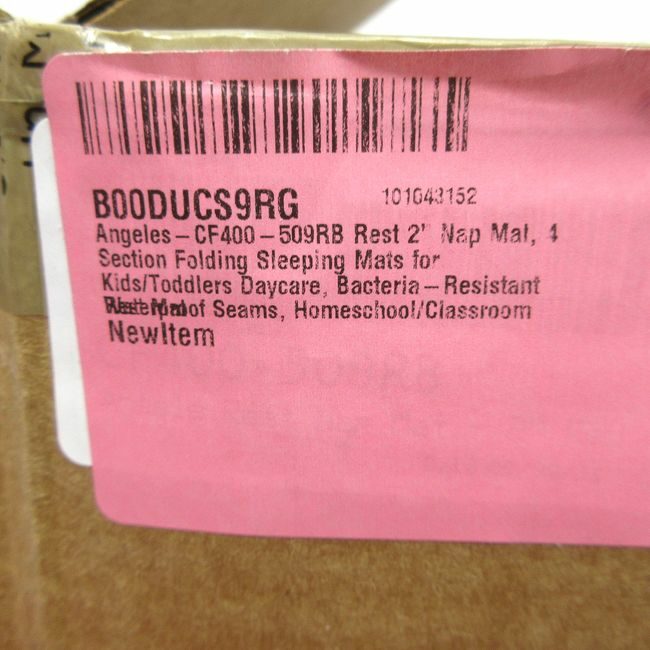 B00DUCS9RG
101043152
Angeles-CF400-509RB Rest 2" Nap Mat, 4
Section Folding Sleeping Mats for
Kids/Toddlers Daycare, Bacteria-Resistant
Seams, Homeschool/Classroom
NewItem